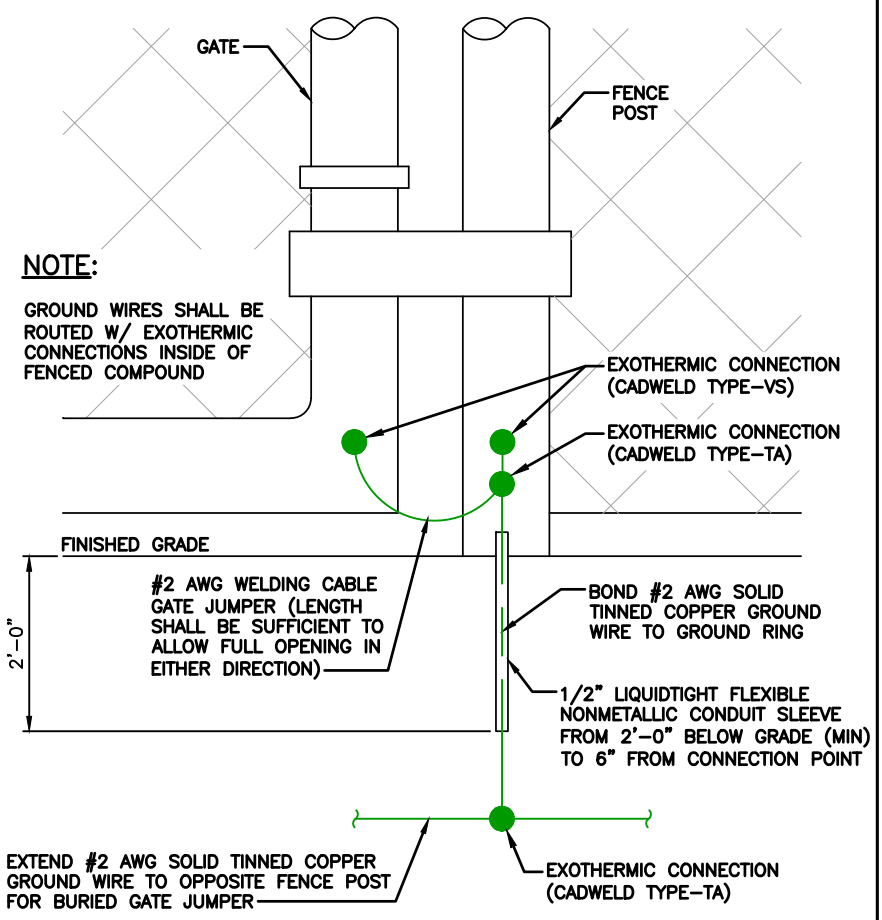 GATE
FENCE
POST
NOTE:
GROUND WIRES SHALL BE
ROUTED W/ EXOTHERMIC
CONNECTIONS INSIDE OF
FENCED COMPOUND
EXOTHERMIC CONNECTION
(CADWELD TYPE-VS)
EXOTHERMIC CONNECTION
(CADWELD TYPE-TA)
FINISHED GRADE
2'-0"
#2 AWG WELDING CABLE
GATE JUMPER (LENGTH
SHALL BE SUFFICIENT TO
ALLOW FULL OPENING IN
EITHER DIRECTION)
BOND #2 AWG SOLID
TINNED COPPER GROUND
WIRE TO GROUND RING
1/2" LIQUIDTIGHT FLEXIBLE
NONMETALLIC CONDUIT SLEEVE
FROM 2'-0" BELOW GRADE (MIN)
TO 6" FROM CONNECTION POINT
EXTEND #2 AWG SOLID TINNED COPPER
GROUND WIRE TO OPPOSITE FENCE POST
FOR BURIED GATE JUMPER
EXOTHERMIC CONNECTION
(CADWELD TYPE-TA)